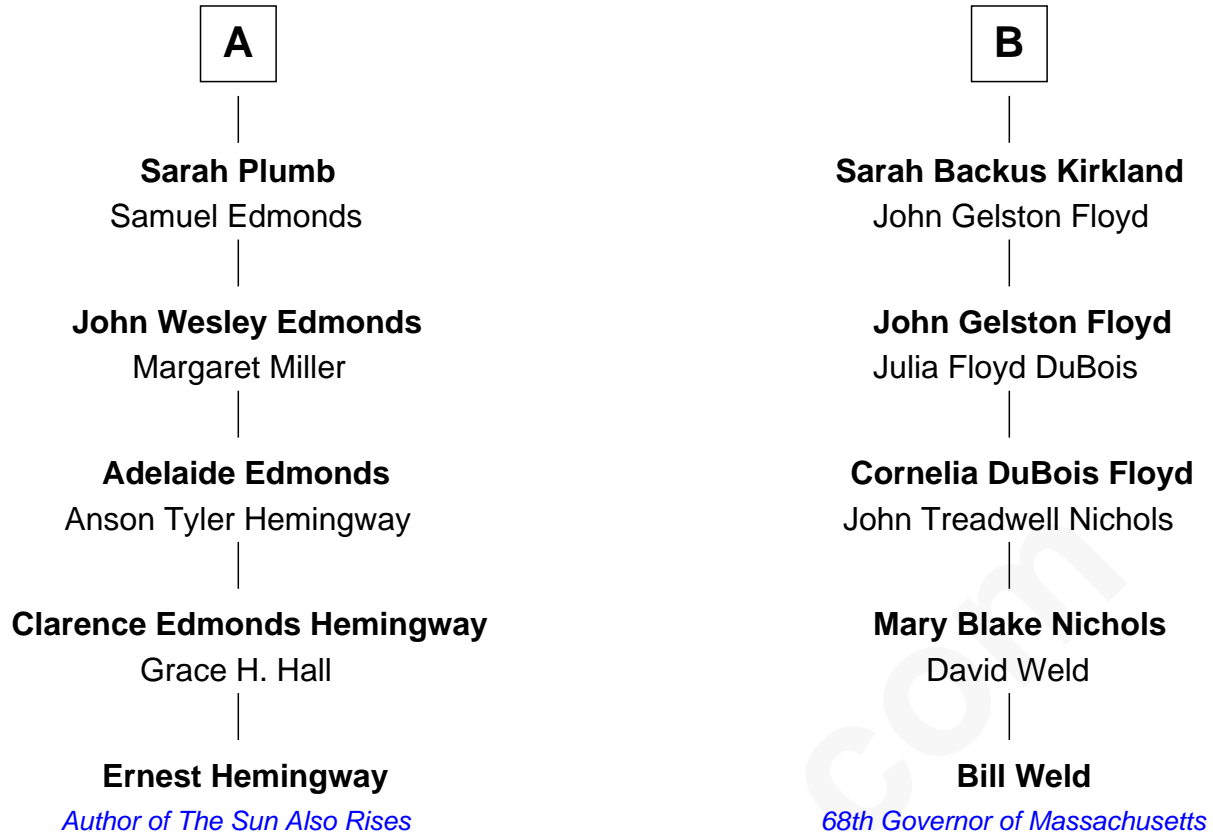 A
Sarah Plumb
Samuel Edmonds
John Wesley Edmonds
Margaret Miller
Adelaide Edmonds
Anson Tyler Hemingway
Clarence Edmonds Hemingway
Grace H. Hall
Ernest Hemingway
Author of The Sun Also Rises
B
Sarah Backus Kirkland
John Gelston Floyd
John Gelston Floyd
Julia Floyd DuBois
Cornelia DuBois Floyd
John Treadwell Nichols
Mary Blake Nichols
David Weld
Bill Weld
68th Governor of Massachusetts
com